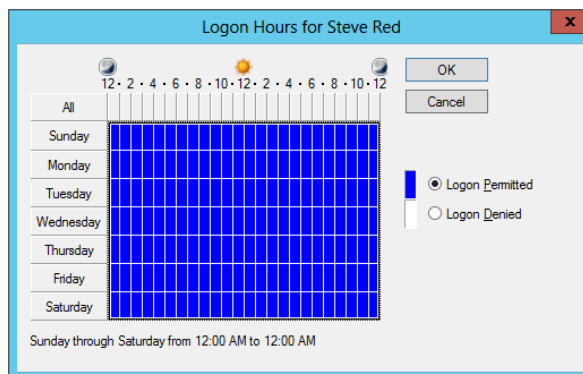 Logon Hours for Steve Red
x
12 · 2 · 4 · 6 · 8 · 10 · 12 · 2 · 4 · 6 · 8 · 10 · 12
OK
Cancel
All
Sunday
Monday
Tuesday
Wednesday
Thursday
Friday
Saturday
Logon Permitted
Logon Denied
Sunday through Saturday from 12:00 AM to 12:00 AM